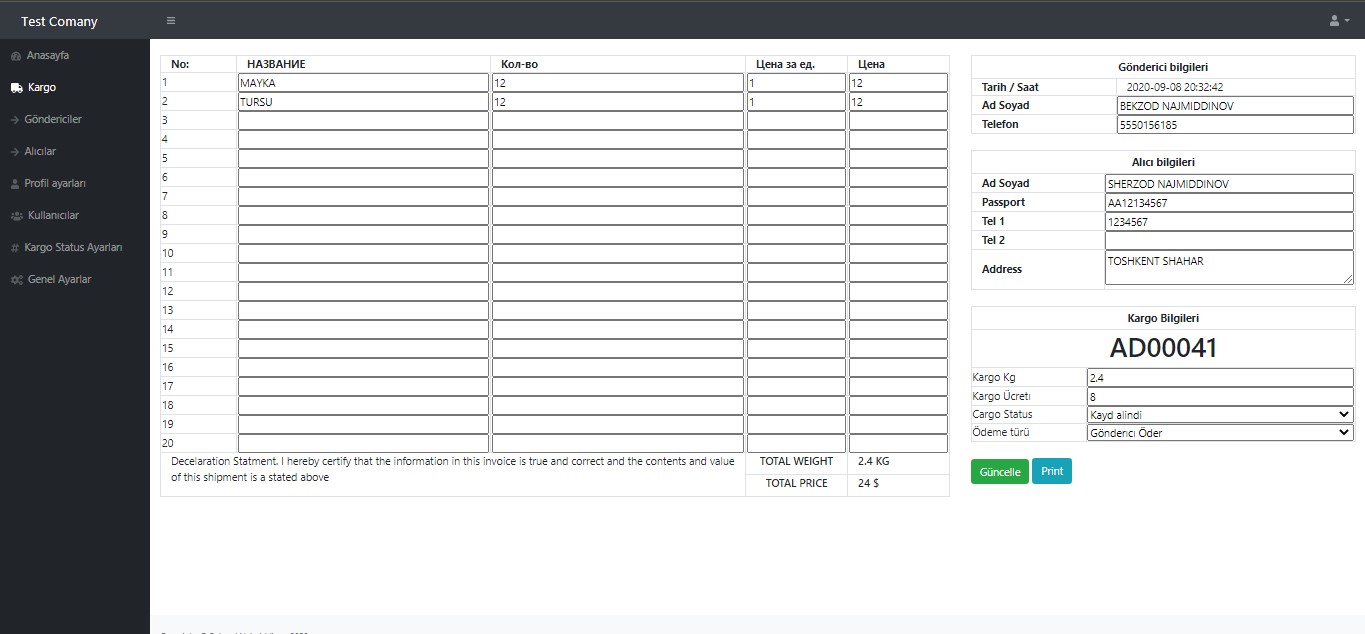 Test Comany
Anasayfa
Kargo
Göndericiler
Alıcılar
Profil ayarları
Kullanıcılar
Kargo Status Ayarları
Genel Ayarlar
No: НАЗВАНИЕ Кол-во Цена за ед. Цена
1 MAYKA 12 1 12
2 TURSU 12 1 12
3
4
5
6
7
8
9
10
11
12
13
14
15
16
17
18
19
20
Decelaration Statment. I hereby certify that the information in this invoice is true and correct and the contents and value
of this shipment is a stated above
TOTAL WEIGHT 2.4 KG
TOTAL PRICE 24 $
Gönderici bilgileri
Tarih / Saat 2020-09-08 20:32:42
Ad Soyad BEKZOD NAJMIDDINOV
Telefon 5550156185
Alıcı bilgileri
Ad Soyad SHERZOD NAJMIDDINOV
Passport AA12134567
Tel 1 1234567
Tel 2
Address TOSHKENT SHAHAR
Kargo Bilgileri
AD00041
Kargo Kg 2.4
Kargo Ücreti 8
Cargo Status Kayd alindi
Ödeme türü Gönderici Öder
Güncelle Print